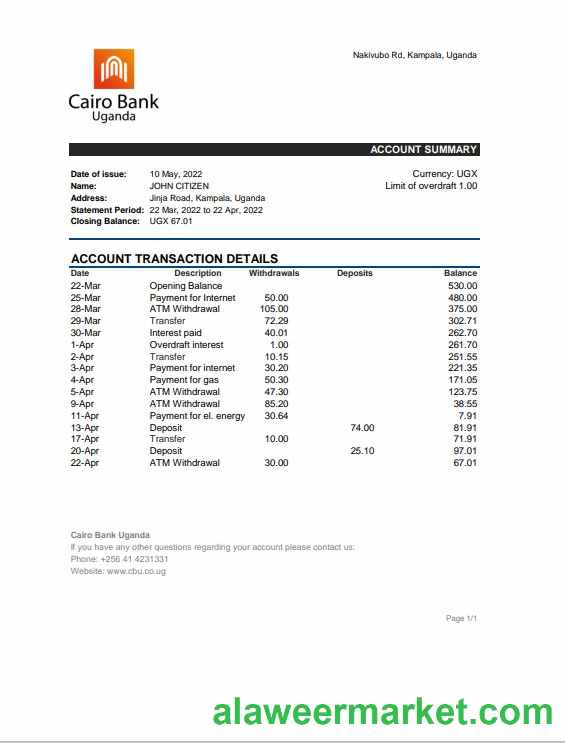 Nakivubo Rd, Kampala, Uganda
Cairo Bank
Uganda
ACCOUNT SUMMARY
Date of issue: 10 May, 2022 Currency: UGX
Name: JOHN CITIZEN Limit of overdraft 1.00
Address: Jinja Road, Kampala, Uganda
Statement Period: 22 Mar, 2022 to 22 Apr, 2022
Closing Balance: UGX 67.01
ACCOUNT TRANSACTION DETAILS
Date Description Withdrawals Deposits Balance
22-Mar Opening Balance 530.00
25-Mar Payment for Internet 50.00 480.00
28-Mar ATM Withdrawal 105.00 375.00
29-Mar Transfer 72.29 302.71
30-Mar Interest paid 40.01 262.70
1-Apr Overdraft interest 1.00 261.70
2-Apr Transfer 10.15 251.55
3-Apr Payment for internet 30.20 221.35
4-Apr Payment for gas 50.30 171.05
5-Apr ATM Withdrawal 47.30 123.75
9-Apr ATM Withdrawal 85.20 38.55
11-Apr Payment for el. energy 30.64 7.91
13-Apr Deposit 74.00 81.91
17-Apr Transfer 10.00 71.91
20-Apr Deposit 25.10 97.01
22-Apr ATM Withdrawal 30.00 67.01
Cairo Bank Uganda
If you have any other questions regarding your account please contact us:
Phone: +256 41 4231331
Website: www.cbu.co.ug
Page 1/1
alaweermarket.com